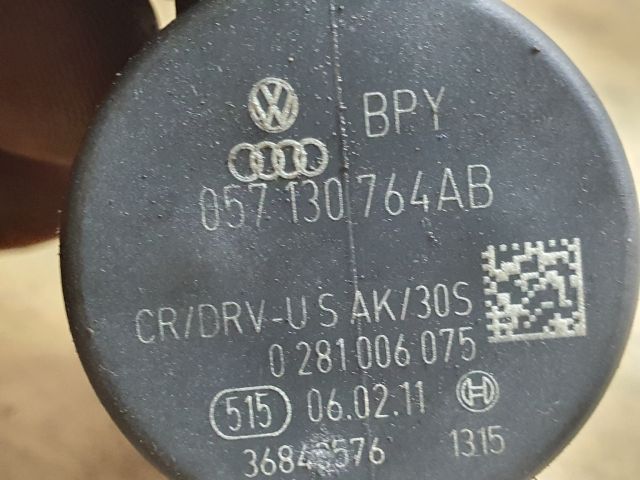 BPY
057 130 764AB
CR/DRV-U S AK/30S
0 281 006 075
515 06.02.11
1315